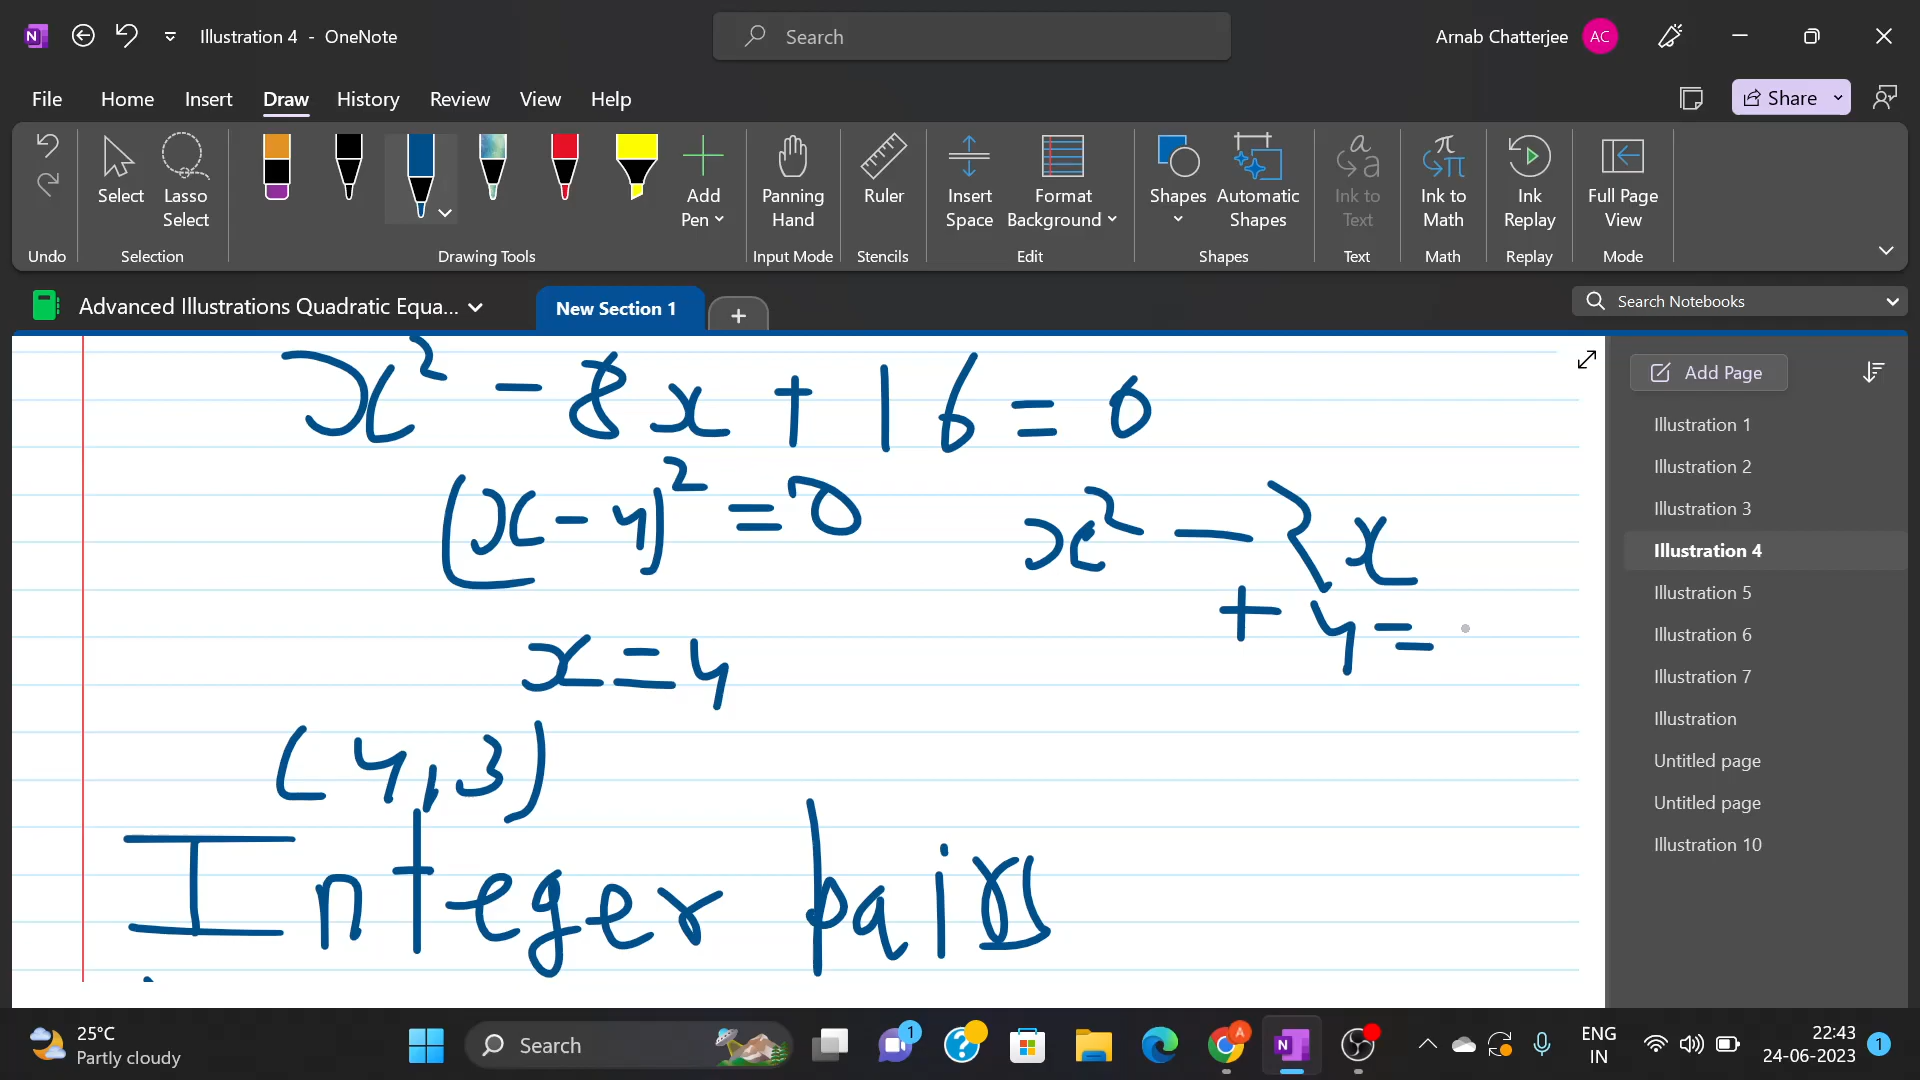 Illustration 4 - OneNote
Search
Arnab Chatterjee
AC
File Home Insert Draw History Review View Help
Share
Select
Lasso Select
Add Pen
Panning Hand
Ruler
Insert Space
Format Background
Shapes
Automatic Shapes
Ink to Text
Ink to Math
Ink Replay
Full Page View
Undo Selection Drawing Tools Input Mode Stencils Edit Shapes Text Math Replay Mode
Advanced Illustrations Quadratic Equa...
New Section 1
Search Notebooks
x² - 8x + 16 = 0
(x - 4)² = 0
x² - 3x
+ 4 =
x = 4
(4,3)
Integer pairs
Add Page
Illustration 1
Illustration 2
Illustration 3
Illustration 4
Illustration 5
Illustration 6
Illustration 7
Illustration
Untitled page
Untitled page
Illustration 10
25°C
Partly cloudy
Search
1
A
ENG
IN
22:43
24-06-2023
1